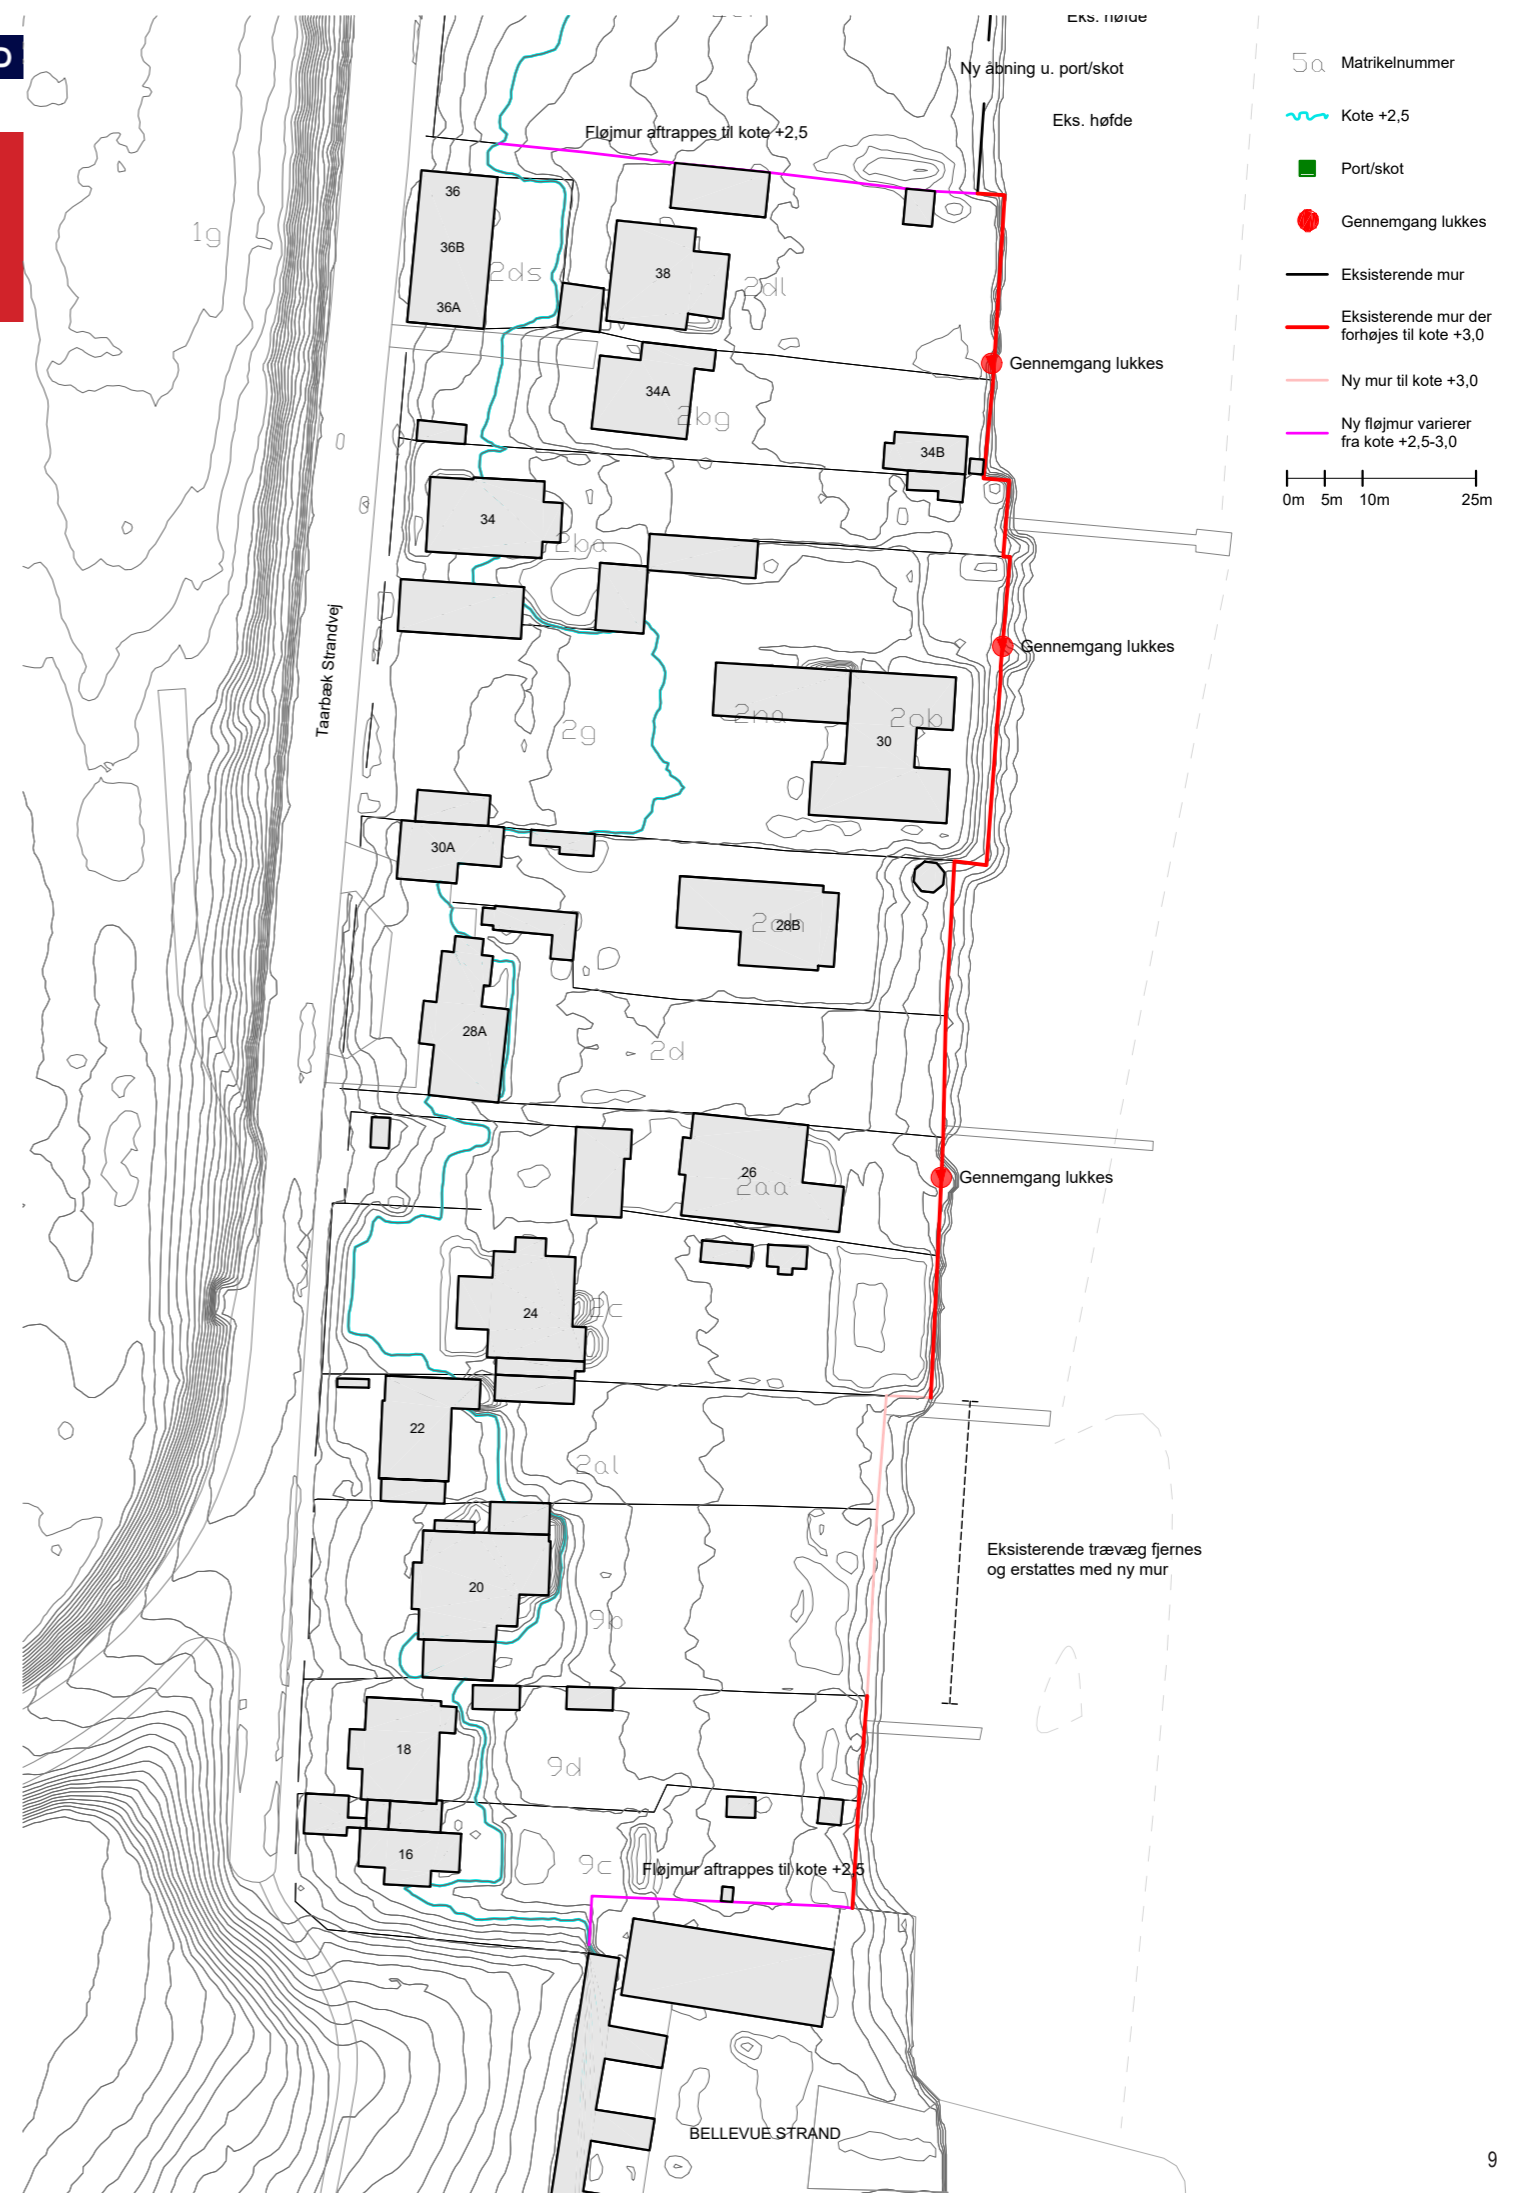 Eks. høfde
Ny åbning u. port/skot
Eks. høfde
Fløjmur aftrappes til kote +2,5
5a Matrikelnummer
Kote +2,5
Port/skot
Gennemgang lukkes
Eksisterende mur
Eksisterende mur der
forhøjes til kote +3,0
Ny mur til kote +3,0
Ny fløjmur varierer
fra kote +2,5-3,0
0m 5m 10m 25m
1g
36
36B
36A
2ds
38
2dl
Gennemgang lukkes
34A
2bg
34B
34
2ba
Gennemgang lukkes
Taarbæk Strandvej
2g
2na
2ob
30
30A
28B
28A
2d
26
2aa
Gennemgang lukkes
24
2c
22
2al
Eksisterende trævæg fjernes
og erstattes med ny mur
20
9b
18
9d
16
9c
Fløjmur aftrappes til kote +2,5
BELLEVUE STRAND
9